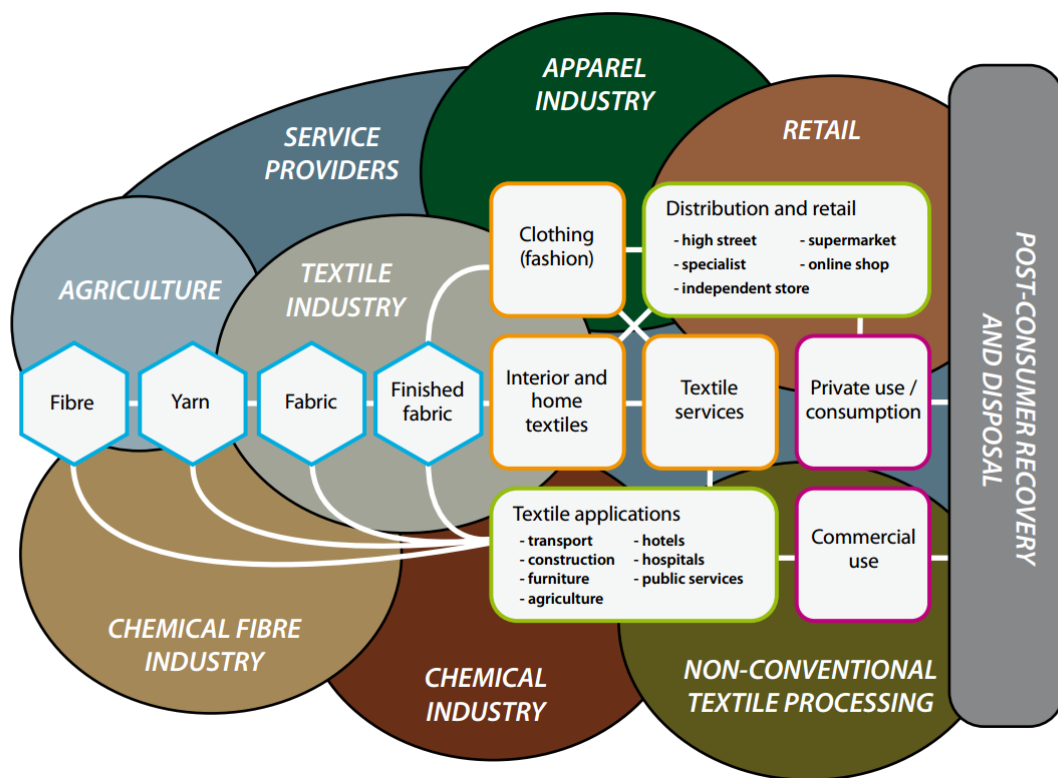 APPAREL
INDUSTRY
SERVICE
PROVIDERS
RETAIL
AGRICULTURE
TEXTILE
INDUSTRY
Clothing
(fashion)
Distribution and retail
- high street
- supermarket
- specialist
- online shop
- independent store
POST-CONSUMER RECOVERY
AND DISPOSAL
Fibre
Yarn
Fabric
Finished
fabric
Interior and
home
textiles
Textile
services
Private use /
consumption
Textile applications
- transport
- hotels
- construction
- hospitals
- furniture
- public services
- agriculture
Commercial
use
CHEMICAL FIBRE
INDUSTRY
CHEMICAL
INDUSTRY
NON-CONVENTIONAL
TEXTILE PROCESSING